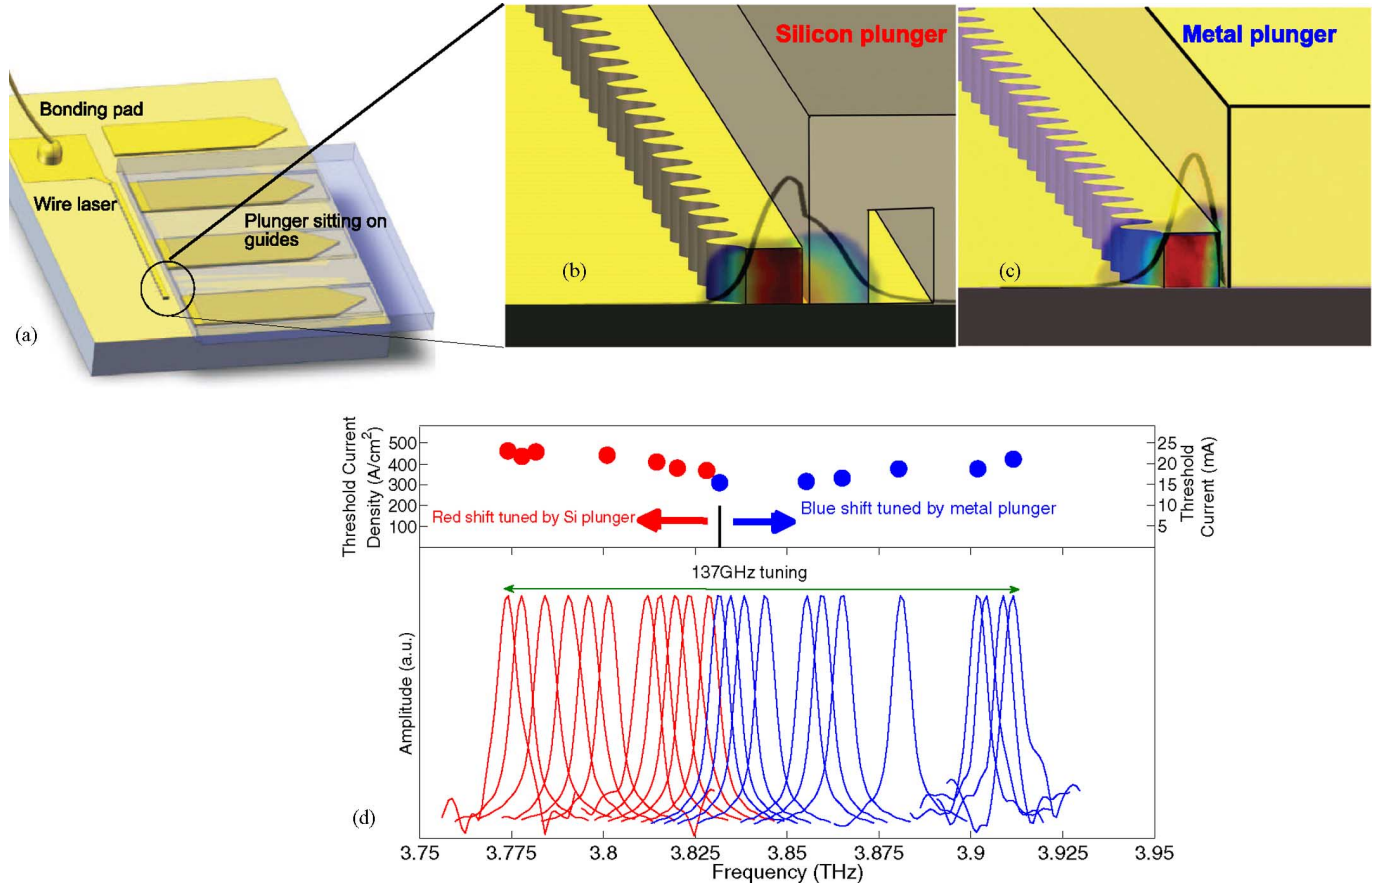 Bonding pad
Wire laser
Plunger sitting on
guides
(a)
Silicon plunger
(b)
Metal plunger
(c)
Threshold Current
Density (A/cm²)
500
400
300
200
100
25
20
15
10
5
Threshold
Current (mA)
Red shift tuned by Si plunger
Blue shift tuned by metal plunger
137GHz tuning
Amplitude (a.u.)
(d)
3.75 3.775 3.8 3.825 3.85 3.875 3.9 3.925 3.95
Frequency (THz)